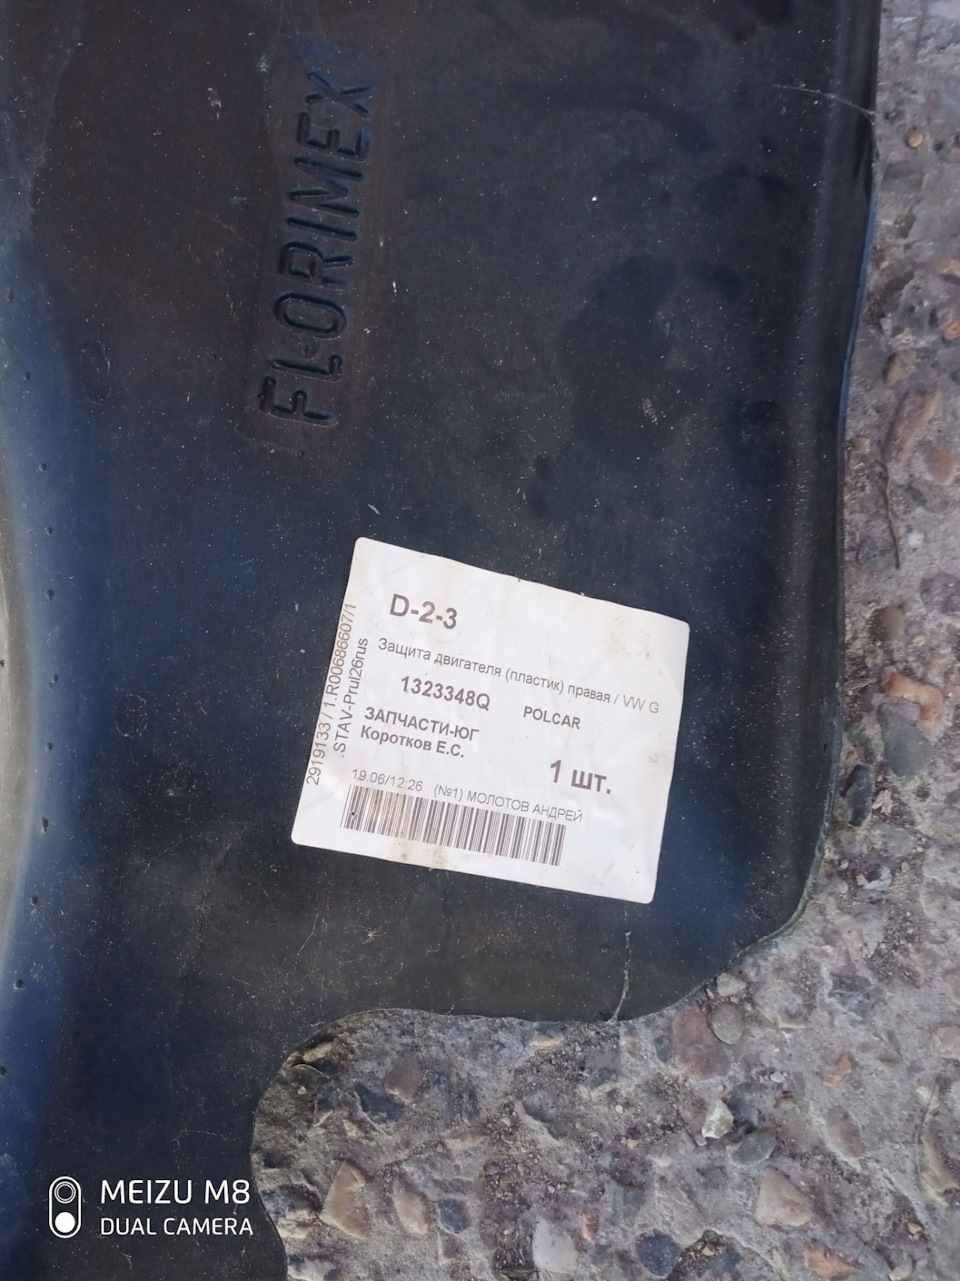 FLORIMEX
D-2-3
Защита двигателя (пластик) правая / VW G
1323348Q POLCAR
ЗАПЧАСТИ-ЮГ
Коротков Е.С.
1 шт.
19.06/12:26 (№1) МОЛОТОВ АНДРЕЙ
2919133 / 1.R00686607/1
.STAV-Prul26rus
MEIZU M8
DUAL CAMERA